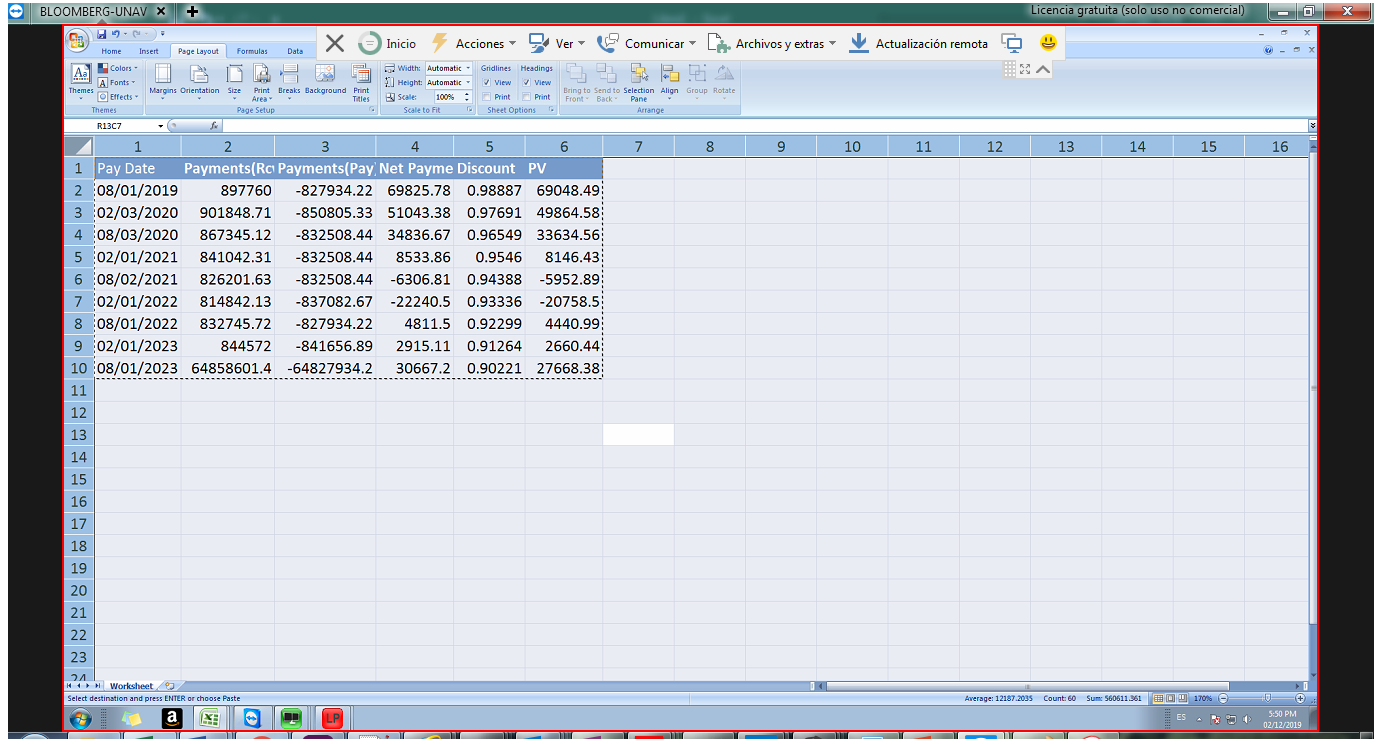 BLOOMBERG-UNAV
Licencia gratuita (solo uso no comercial)
Home Insert Page Layout Formulas Data
Inicio Acciones Ver Comunicar Archivos y extras Actualización remota
Themes
Colors
Fonts
Effects
Margins Orientation Size Print Area Breaks Background Print Titles
Width: Automatic
Height: Automatic
Scale: 100%
Gridlines Headings
View View
Print Print
Bring to Front Send to Back Selection Pane Align Group Rotate
Themes Page Setup Scale to Fit Sheet Options Arrange
R13C7 fx
1 2 3 4 5 6 7 8 9 10 11 12 13 14 15 16
1 Pay Date Payments(Rc Payments(Pay Net Payme Discount PV
2 08/01/2019 897760 -827934.22 69825.78 0.98887 69048.49
3 02/03/2020 901848.71 -850805.33 51043.38 0.97691 49864.58
4 08/03/2020 867345.12 -832508.44 34836.67 0.96549 33634.56
5 02/01/2021 841042.31 -832508.44 8533.86 0.9546 8146.43
6 08/02/2021 826201.63 -832508.44 -6306.81 0.94388 -5952.89
7 02/01/2022 814842.13 -837082.67 -22240.5 0.93336 -20758.5
8 08/01/2022 832745.72 -827934.22 4811.5 0.92299 4440.99
9 02/01/2023 844572 -841656.89 2915.11 0.91264 2660.44
10 08/01/2023 64858601.4 -64827934.2 30667.2 0.90221 27668.38
11
12
13
14
15
16
17
18
19
20
21
22
23
24
Worksheet
Select destination and press ENTER or choose Paste Average: 12187.2035 Count: 60 Sum: 560611.361 170%
a LP ES 5:50 PM
02/12/2019